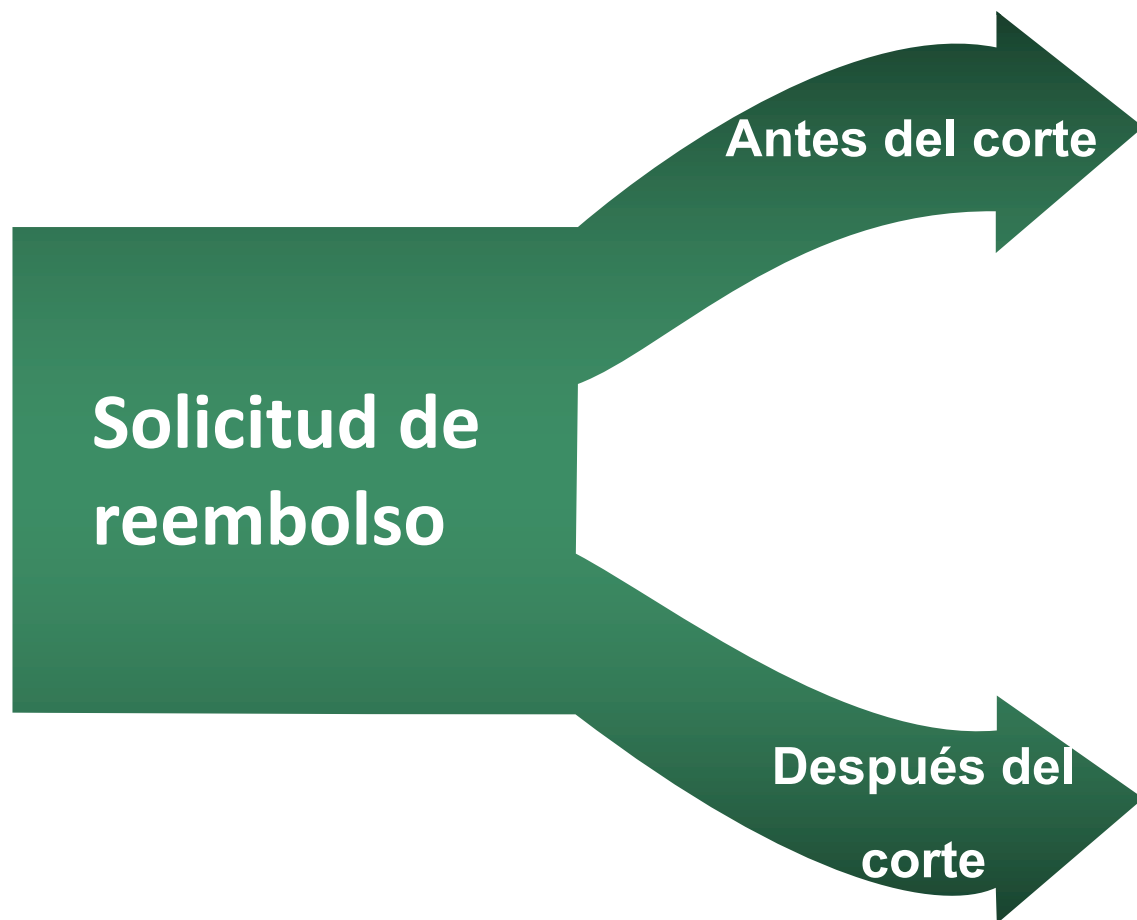 Antes del corte
Solicitud de
reembolso
Después del
corte